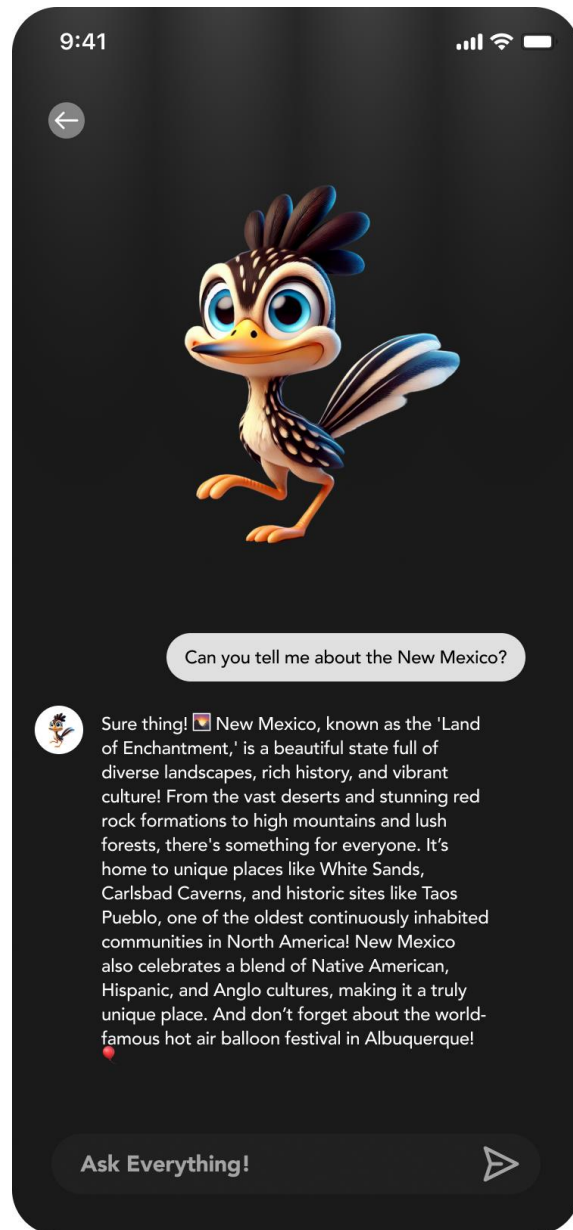 9:41
Can you tell me about the New Mexico?
Sure thing! 🌄 New Mexico, known as the 'Land
of Enchantment,' is a beautiful state full of
diverse landscapes, rich history, and vibrant
culture! From the vast deserts and stunning red
rock formations to high mountains and lush
forests, there's something for everyone. It’s
home to unique places like White Sands,
Carlsbad Caverns, and historic sites like Taos
Pueblo, one of the oldest continuously inhabited
communities in North America! New Mexico
also celebrates a blend of Native American,
Hispanic, and Anglo cultures, making it a truly
unique place. And don’t forget about the world-
famous hot air balloon festival in Albuquerque!
🎈
Ask Everything!